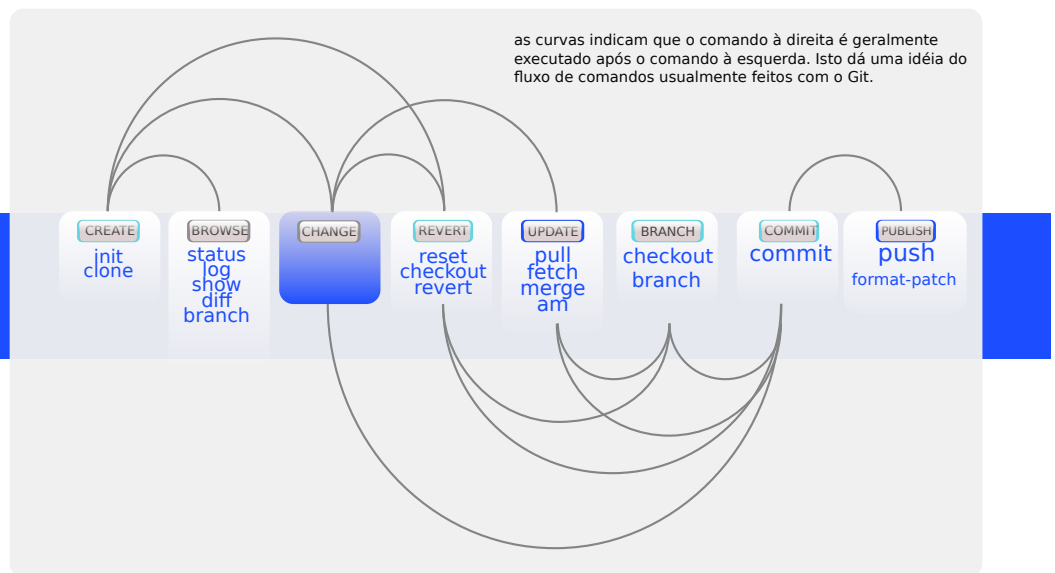 as curvas indicam que o comando à direita é geralmente
executado após o comando à esquerda. Isto dá uma idéia do
fluxo de comandos usualmente feitos com o Git.
CREATE
init
clone
BROWSE
status
log
show
diff
branch
CHANGE
REVERT
reset
checkout
revert
UPDATE
pull
fetch
merge
am
BRANCH
checkout
branch
COMMIT
commit
PUBLISH
push
format-patch